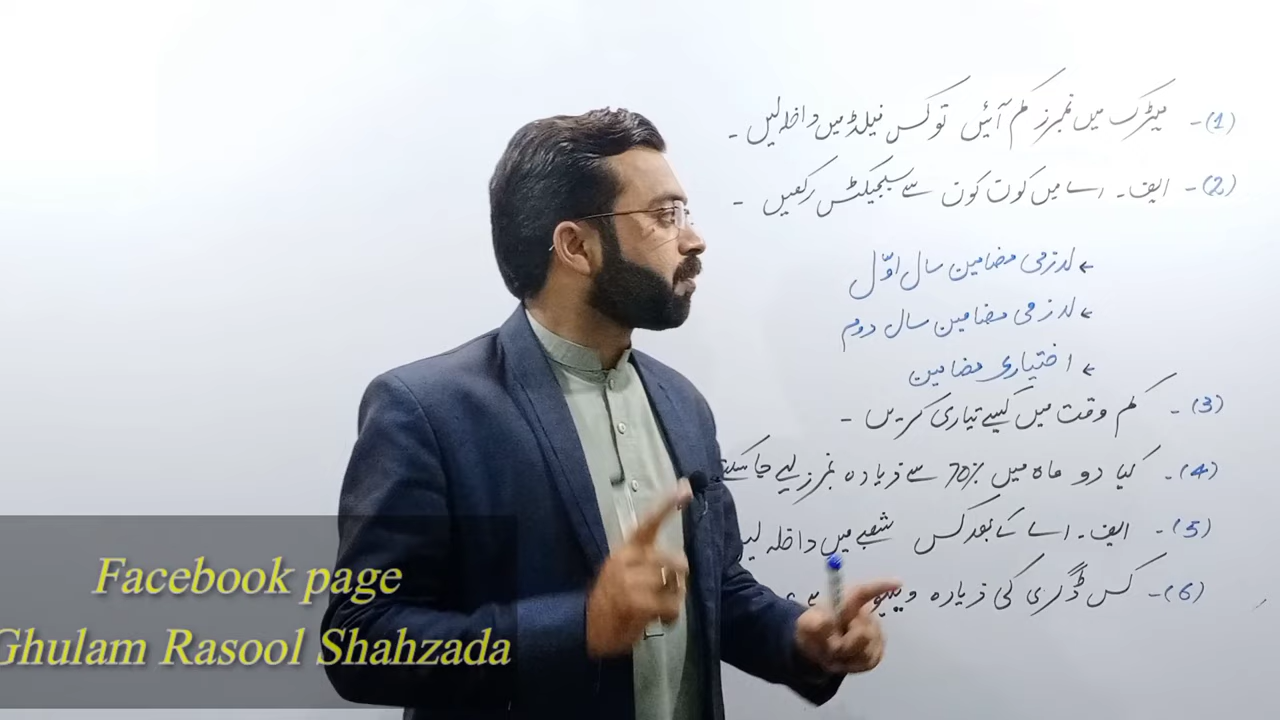 (1)- میٹرک میں نمبرز کم آئیں تو کس فیلڈ میں داخلہ لیں -
(2)- ایف۔ اے میں کون کون سے سبجیکٹس رکھیں -
← لازمی مضامین سال اوّل
← لازمی مضامین سال دوم
← اختیاری مضامین
(3)- کم وقت میں کیسے تیاری کریں -
(4)- کیا دو ماہ میں 70% سے زیادہ نمبرز لیے جا سکتے
(5)- ایف۔ اے کے بعد کس شعبے میں داخلہ
(6)- کس ڈگری کی زیادہ
Facebook page
Ghulam Rasool Shahzada